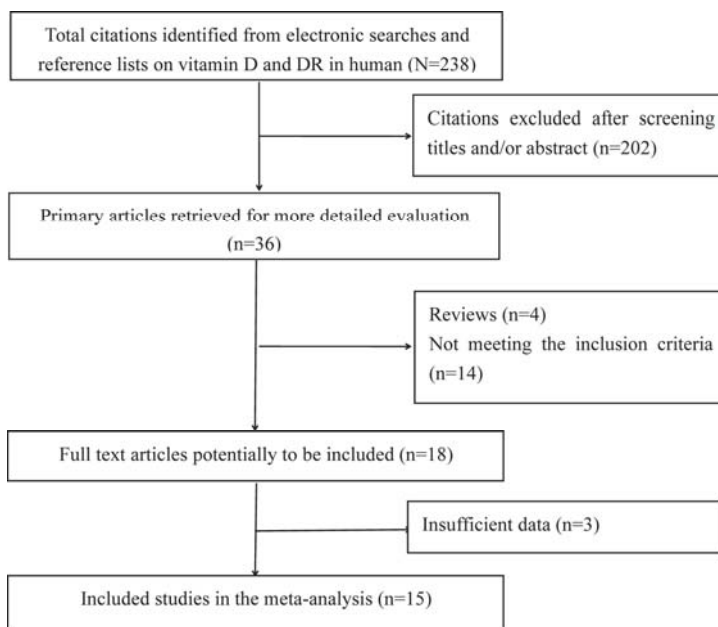 Total citations identified from electronic searches and
reference lists on vitamin D and DR in human (N=238)
Citations excluded after screening
titles and/or abstract (n=202)
Primary articles retrieved for more detailed evaluation
(n=36)
Reviews (n=4)
Not meeting the inclusion criteria
(n=14)
Full text articles potentially to be included (n=18)
Insufficient data (n=3)
Included studies in the meta-analysis (n=15)